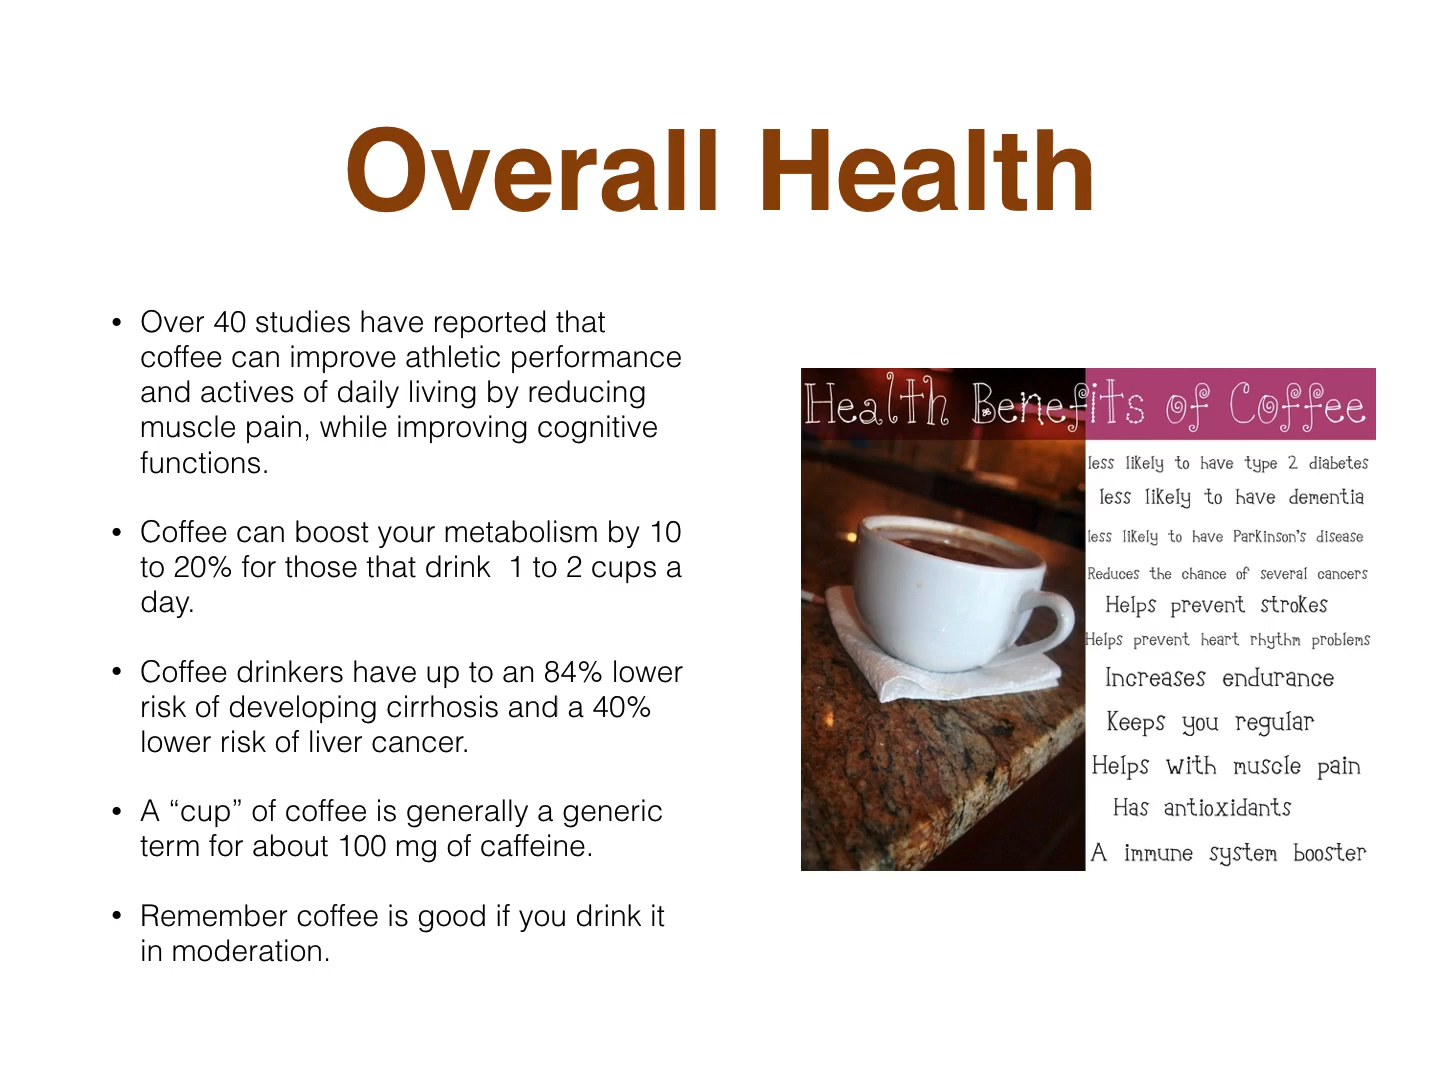 Overall Health
• Over 40 studies have reported that
coffee can improve athletic performance
and actives of daily living by reducing
muscle pain, while improving cognitive
functions.
• Coffee can boost your metabolism by 10
to 20% for those that drink  1 to 2 cups a
day.
• Coffee drinkers have up to an 84% lower
risk of developing cirrhosis and a 40%
lower risk of liver cancer.
• A “cup” of coffee is generally a generic
term for about 100 mg of caffeine.
• Remember coffee is good if you drink it
in moderation.
Health Benefits of Coffee
less likely to have type 2 diabetes
less likely to have dementia
less likely to have Parkinson's disease
Reduces the chance of several cancers
Helps prevent strokes
Helps prevent heart rhythm problems
Increases endurance
Keeps you regular
Helps with muscle pain
Has antioxidants
A immune system booster